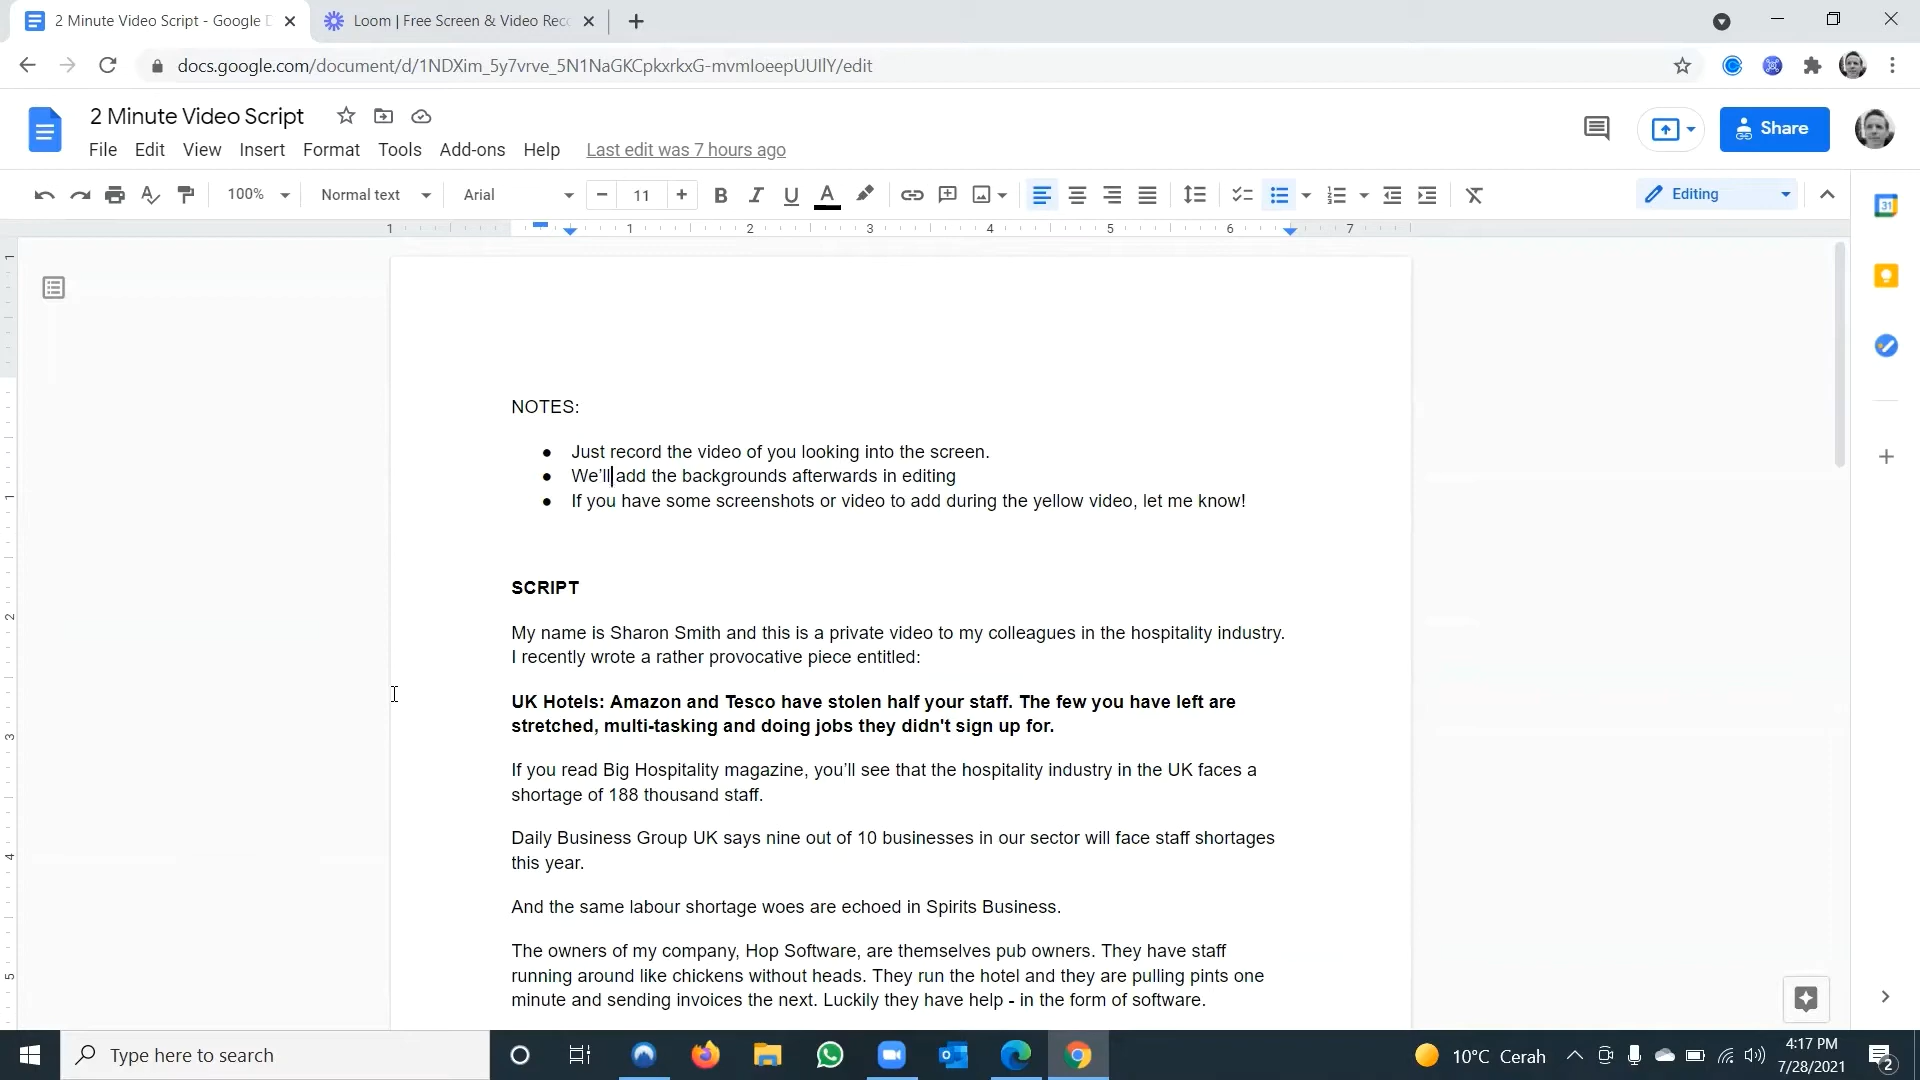 2 Minute Video Script - Google D
Loom | Free Screen & Video Reco
docs.google.com/document/d/1NDXim_5y7vrve_5N1NaGKCpkxrkxG-mvmIoeepUUIlY/edit
2 Minute Video Script
File Edit View Insert Format Tools Add-ons Help Last edit was 7 hours ago
Share
100% Normal text Arial 11 Editing
1 1 2 3 4 5 6 7
NOTES:
● Just record the video of you looking into the screen.
● We’ll add the backgrounds afterwards in editing
● If you have some screenshots or video to add during the yellow video, let me know!
SCRIPT
My name is Sharon Smith and this is a private video to my colleagues in the hospitality industry.
I recently wrote a rather provocative piece entitled:
UK Hotels: Amazon and Tesco have stolen half your staff. The few you have left are
stretched, multi-tasking and doing jobs they didn't sign up for.
If you read Big Hospitality magazine, you’ll see that the hospitality industry in the UK faces a
shortage of 188 thousand staff.
Daily Business Group UK says nine out of 10 businesses in our sector will face staff shortages
this year.
And the same labour shortage woes are echoed in Spirits Business.
The owners of my company, Hop Software, are themselves pub owners. They have staff
running around like chickens without heads. They run the hotel and they are pulling pints one
minute and sending invoices the next. Luckily they have help - in the form of software.
Type here to search
10°C Cerah
4:17 PM
7/28/2021
2